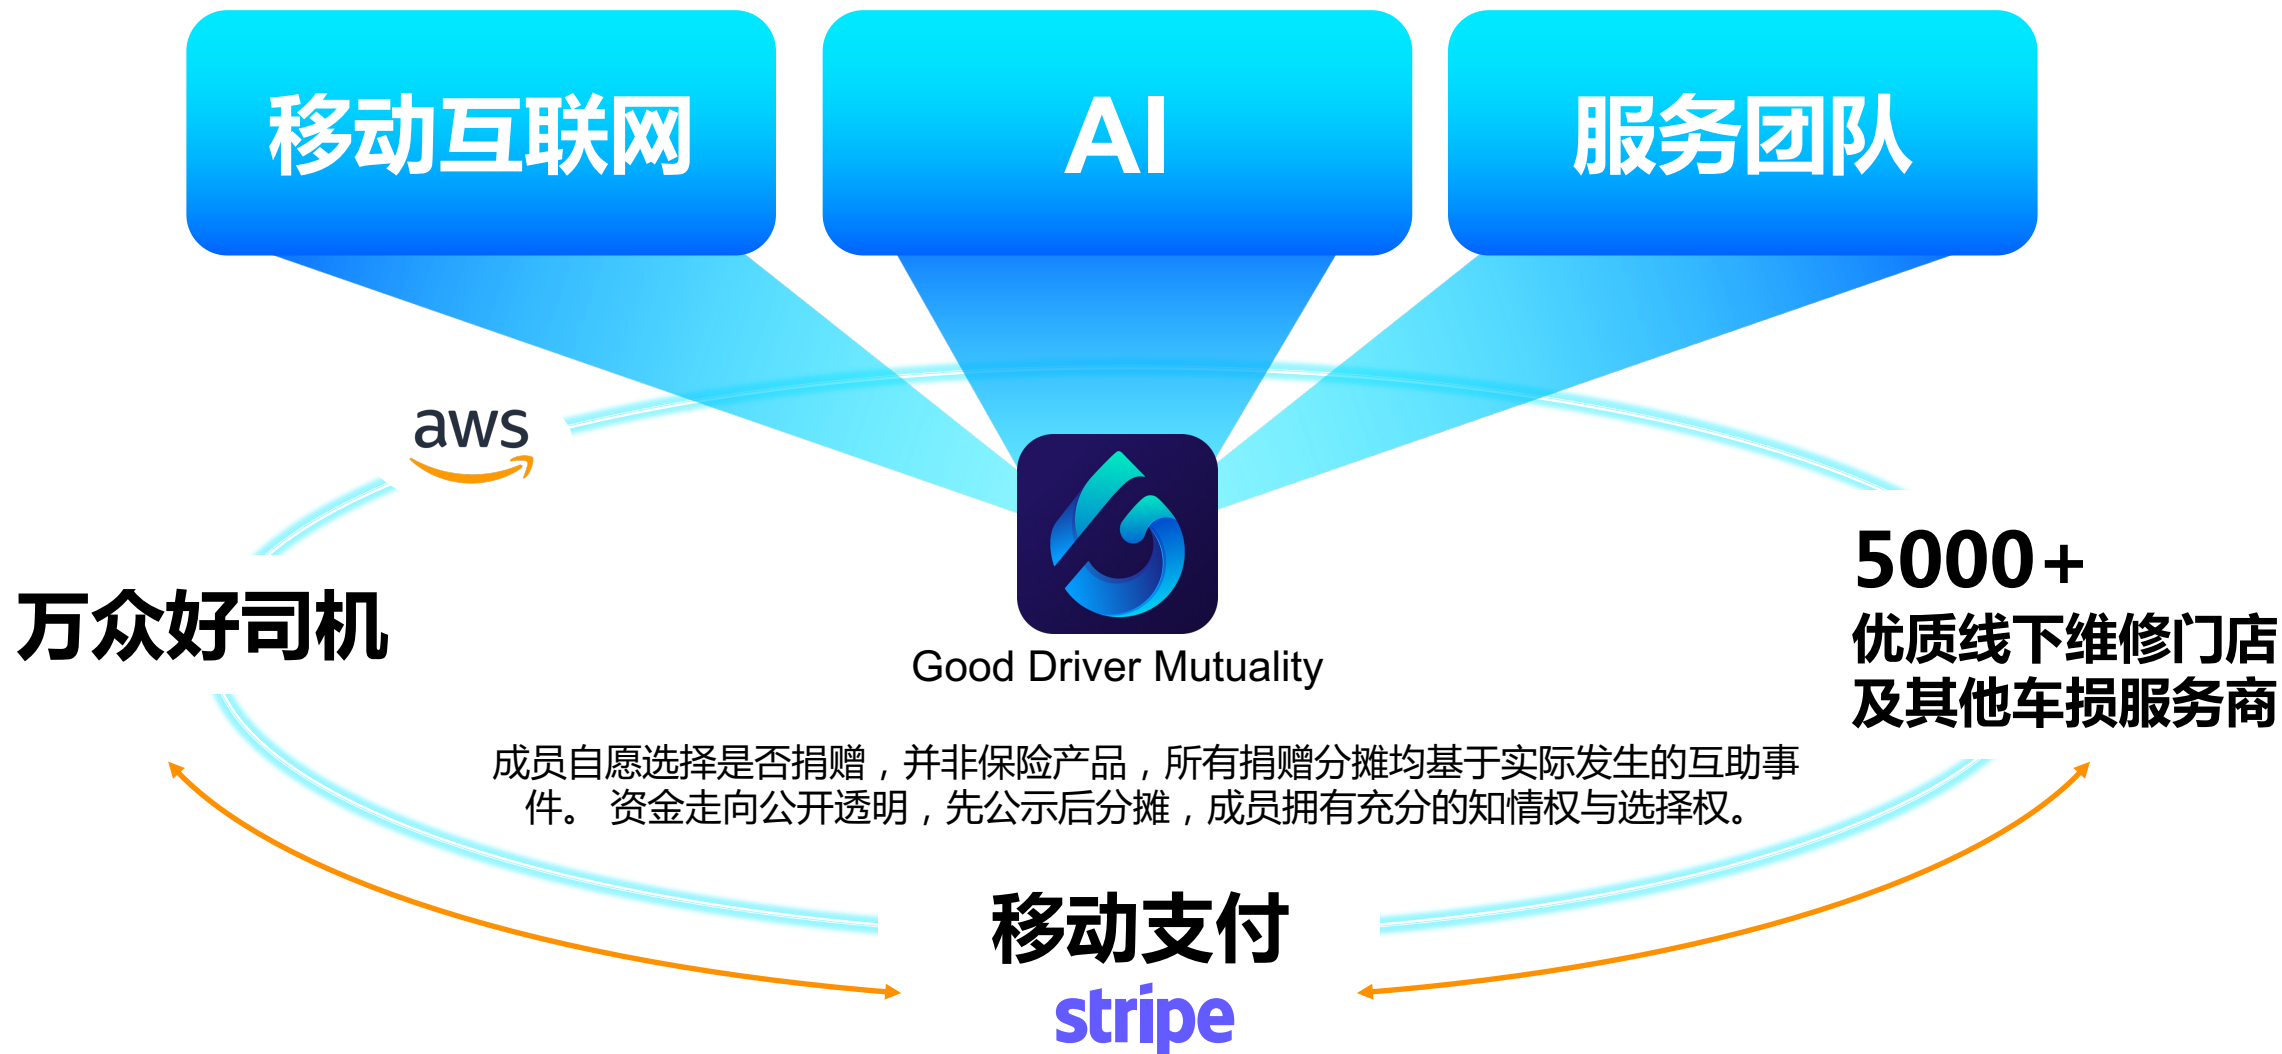 移动互联网
AI
服务团队
aws
万众好司机
Good Driver Mutuality
5000+
优质线下维修门店
及其他车损服务商
成员自愿选择是否捐赠，并非保险产品，所有捐赠分摊均基于实际发生的互助事
件。 资金走向公开透明，先公示后分摊，成员拥有充分的知情权与选择权。
移动支付
stripe